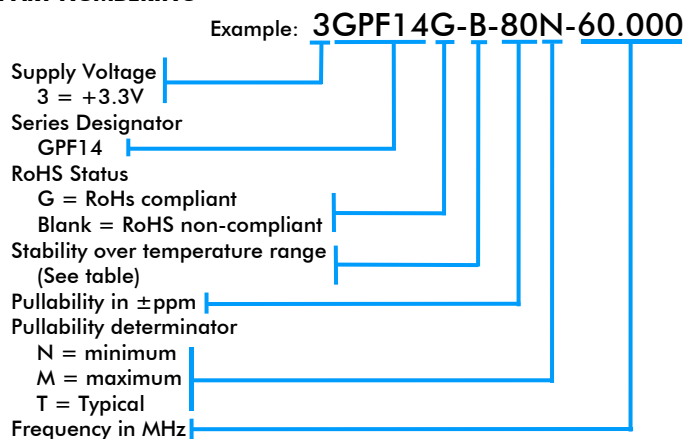 Example: 3GPF14G-B-80N-60.000
Supply Voltage
3 = +3.3V
Series Designator
GPF14
RoHS Status
G = RoHs compliant
Blank = RoHS non-compliant
Stability over temperature range
(See table)
Pullability in ±ppm
Pullability determinator
N = minimum
M = maximum
T = Typical
Frequency in MHz